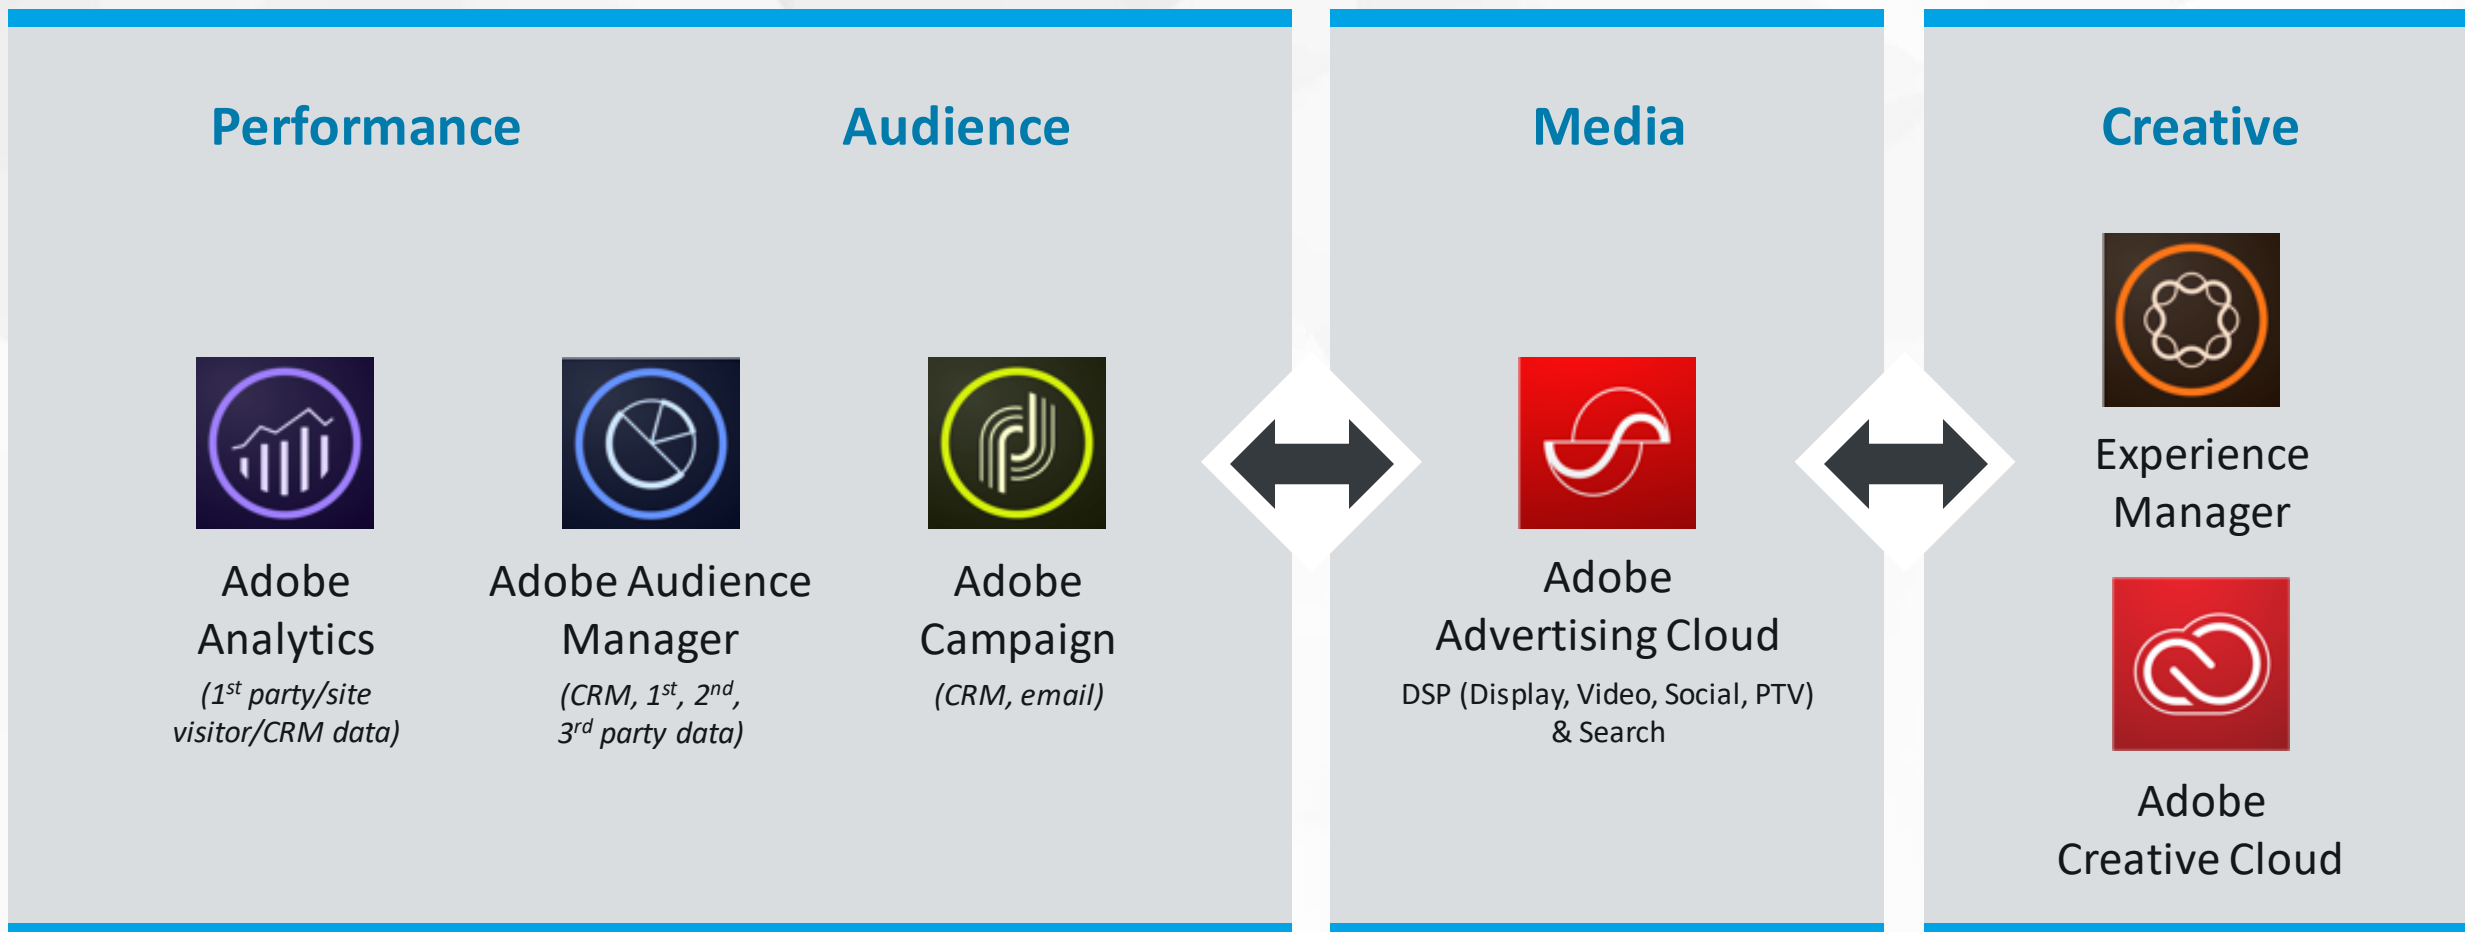 Performance
Audience
Media
Creative
Adobe
Analytics
(1st party/site
visitor/CRM data)
Adobe Audience
Manager
(CRM, 1st, 2nd,
3rd party data)
Adobe
Campaign
(CRM, email)
Adobe
Advertising Cloud
DSP (Display, Video, Social, PTV)
& Search
Experience
Manager
Adobe
Creative Cloud